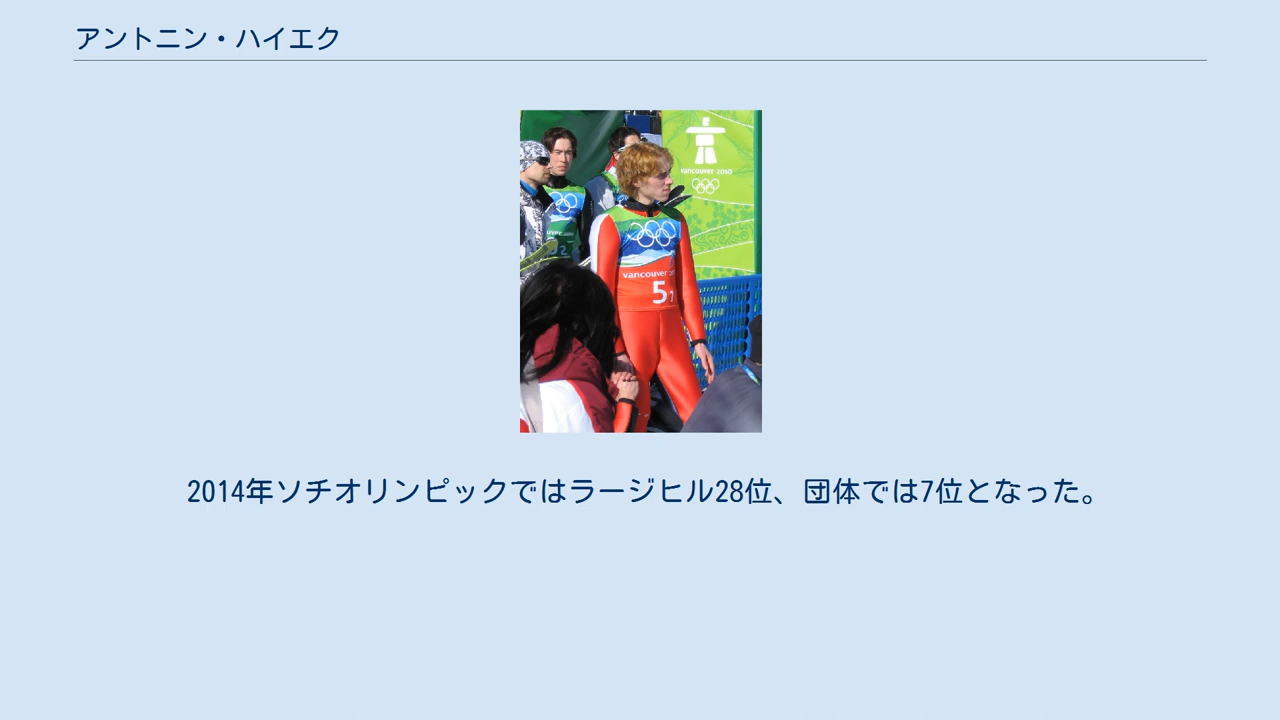 アントニン・ハイエク
vancouver 2010
vancouver
5
2014年ソチオリンピックではラージヒル28位、団体では7位となった。